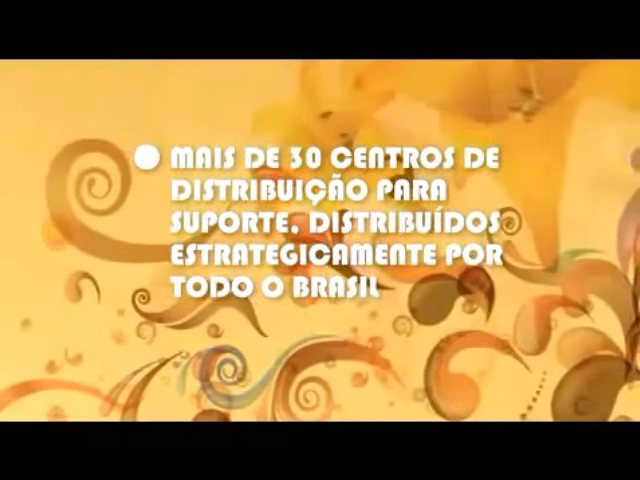 MAIS DE 30 CENTROS DE
DISTRIBUIÇÃO PARA
SUPORTE. DISTRIBUÍDOS
ESTRATEGICAMENTE POR
TODO O BRASIL